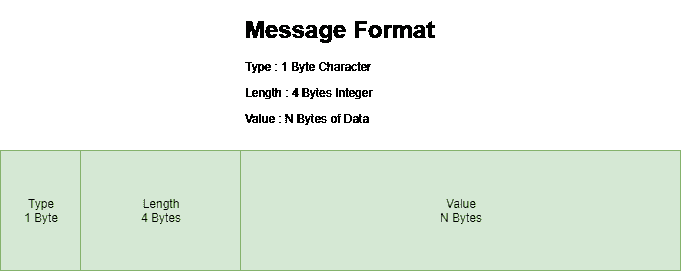 Message Format
Type : 1 Byte Character
Length : 4 Bytes Integer
Value : N Bytes of Data
Type
1 Byte
Length
4 Bytes
Value
N Bytes